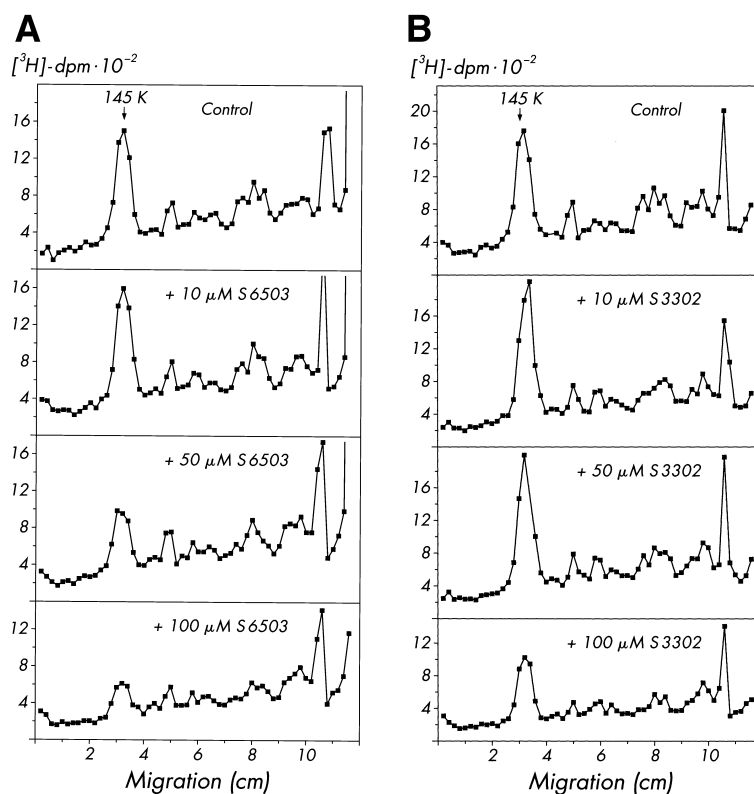 A
[³H]-dpm·10⁻²
145 K
Control
16
12
8
4
+ 10 µM S6503
16
12
8
4
+ 50 µM S6503
16
12
8
4
+ 100 µM S6503
12
8
4
2 4 6 8 10
Migration (cm)
B
[³H]-dpm·10⁻²
145 K
Control
20
16
12
8
4
+ 10 µM S3302
16
12
8
4
+ 50 µM S3302
16
12
8
4
+ 100 µM S3302
12
8
4
2 4 6 8 10
Migration (cm)